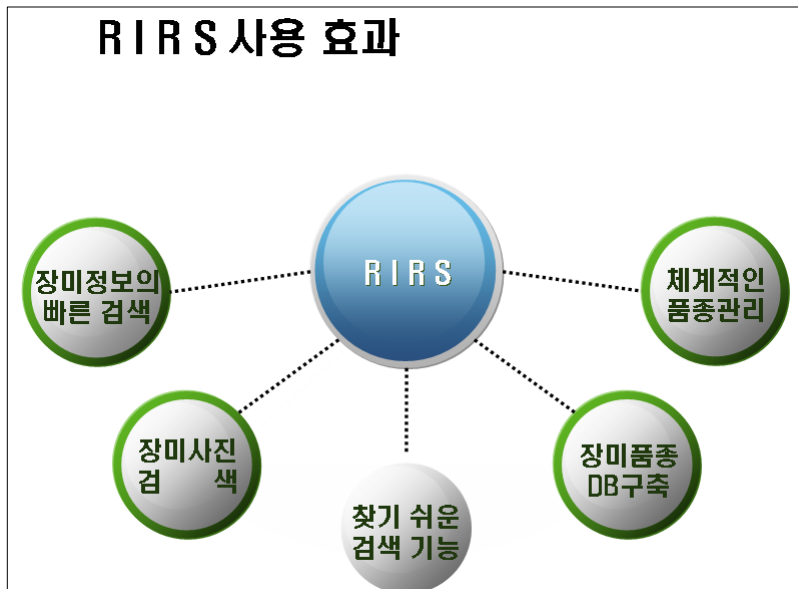 R I R S 사용 효과
R I R S
장미정보의
빠른 검색
체계적인
품종관리
장미사진
검 색
장미품종
DB구축
찾기 쉬운
검색 기능